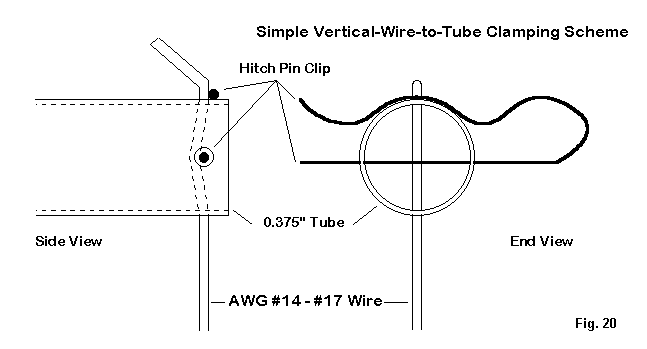 Simple Vertical-Wire-to-Tube Clamping Scheme
Hitch Pin Clip
0.375" Tube
Side View
End View
AWG #14 - #17 Wire
Fig. 20